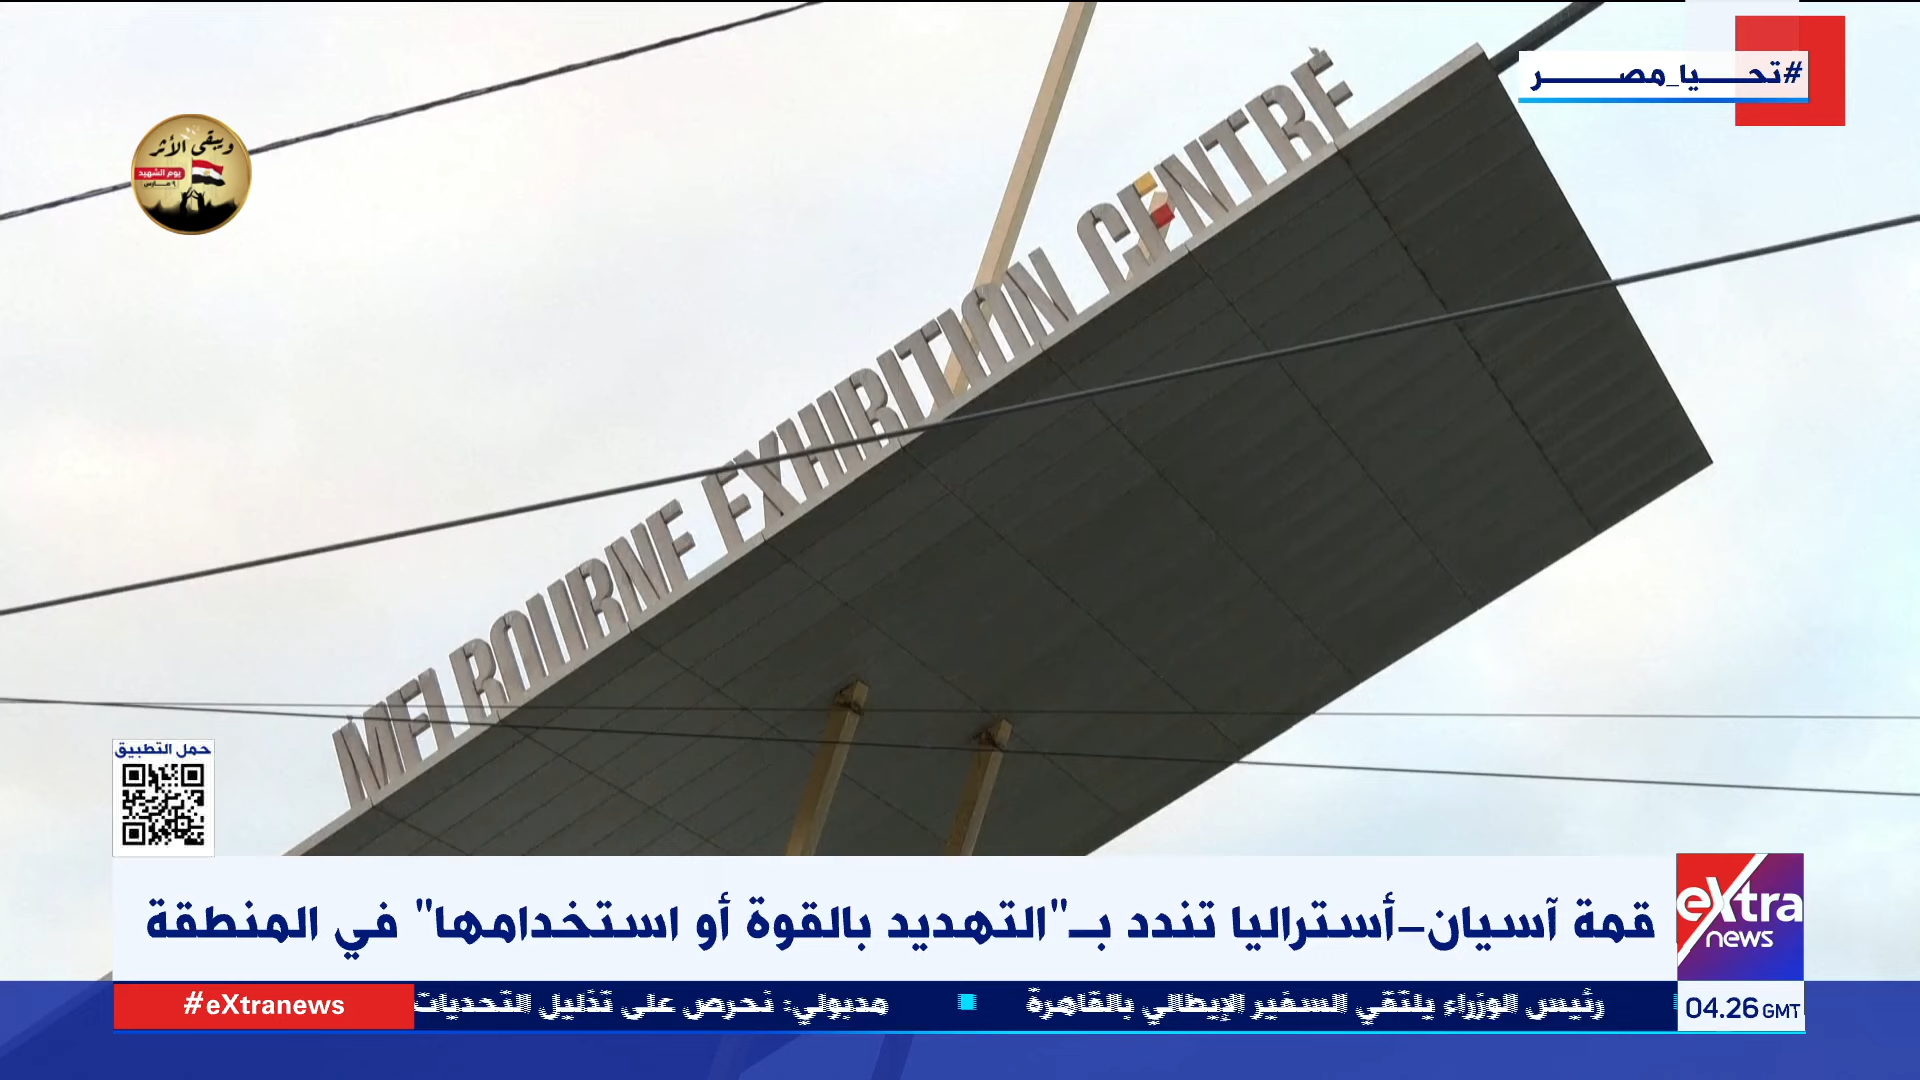 #تحـــيا_مصـــــر
ويبقى الأثر
يوم الشهيد
٩ مارس
MELBOURNE EXHIBITION CENTRE
حمل التطبيق
قمة آسيان-أستراليا تندد بـ"التهديد بالقوة أو استخدامها" في المنطقة
eXtra
news
#eXtranews
رئيس الوزراء يلتقي السفير الإيطالي بالقاهرة
مدبولي: نحرص على تذليل التحديات
04.26 GMT